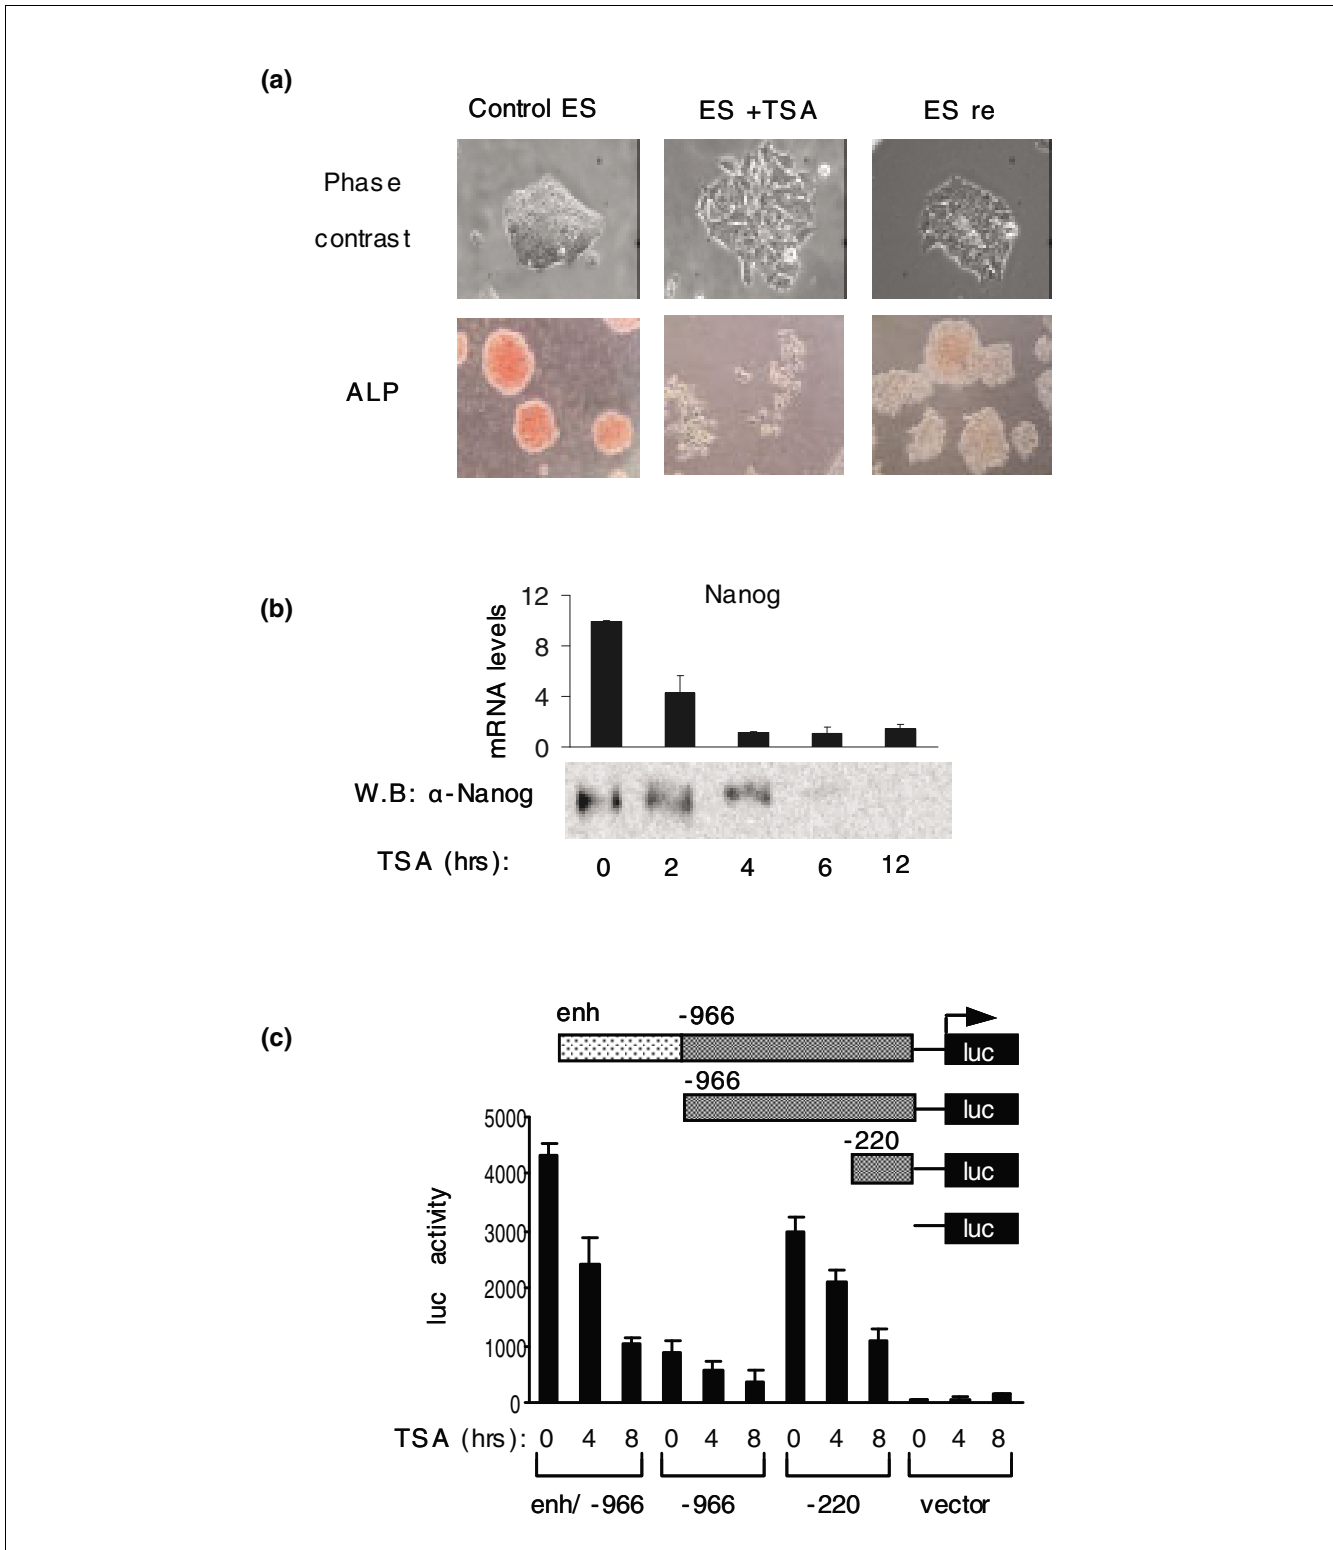 (a)
Control ES
ES +TSA
ES re
Phase
contrast
ALP
(b)
Nanog
mRNA levels
12
8
4
0
W.B: α-Nanog
TSA (hrs):
0 2 4 6 12
(c)
enh
-966
luc
-966
luc
-220
luc
luc
luc activity
5000
4000
3000
2000
1000
0
TSA (hrs): 0 4 8 0 4 8 0 4 8 0 4 8
enh/ -966 -966 -220 vector